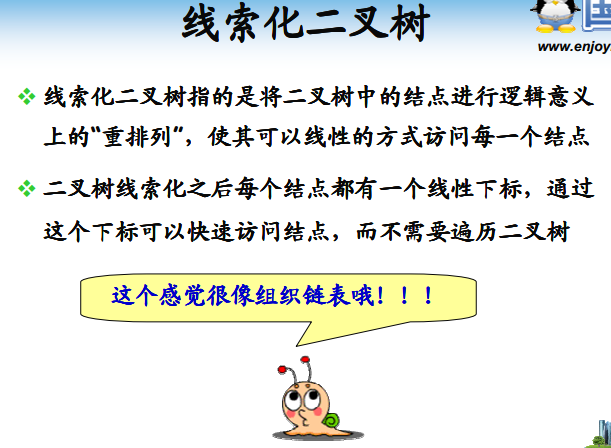 线索化二叉树
www.enjoy
线索化二叉树指的是将二叉树中的结点进行逻辑意义
上的“重排列”，使其可以线性的方式访问每一个结点
二叉树线索化之后每个结点都有一个线性下标，通过
这个下标可以快速访问结点，而不需要遍历二叉树
这个感觉很像组织链表哦！！！